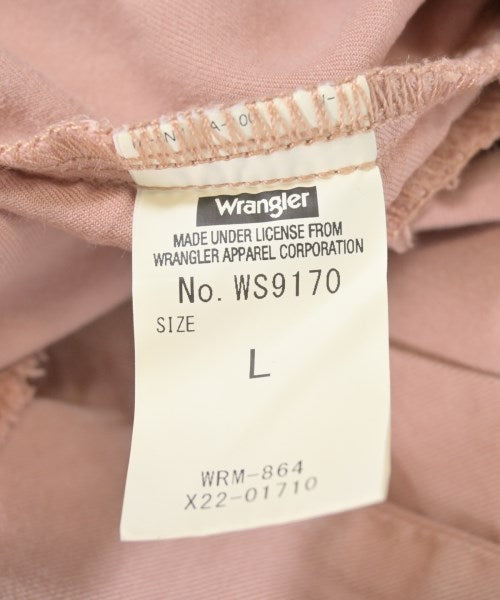 Wrangler
MADE UNDER LICENSE FROM
WRANGLER APPAREL CORPORATION
No. WS9170
SIZE
L
WRM-864
X22-01710